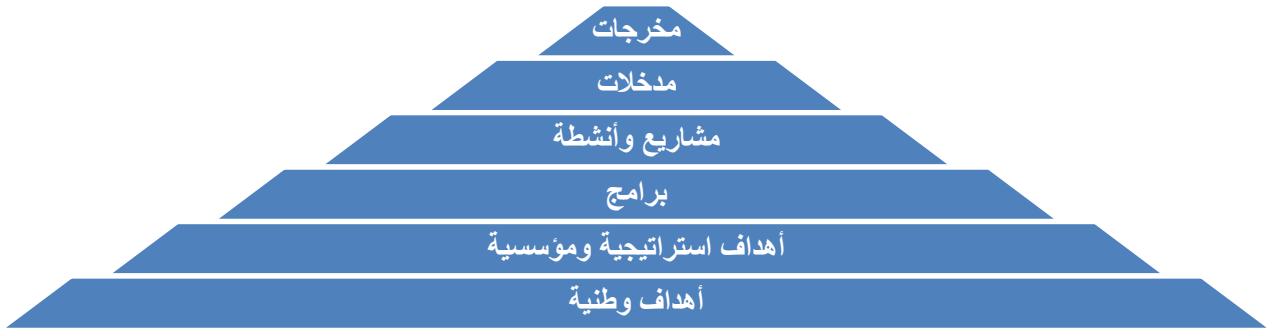 مخرجات
مدخلات
مشاريع وأنشطة
برامج
أهداف استراتيجية ومؤسسية
أهداف وطنية